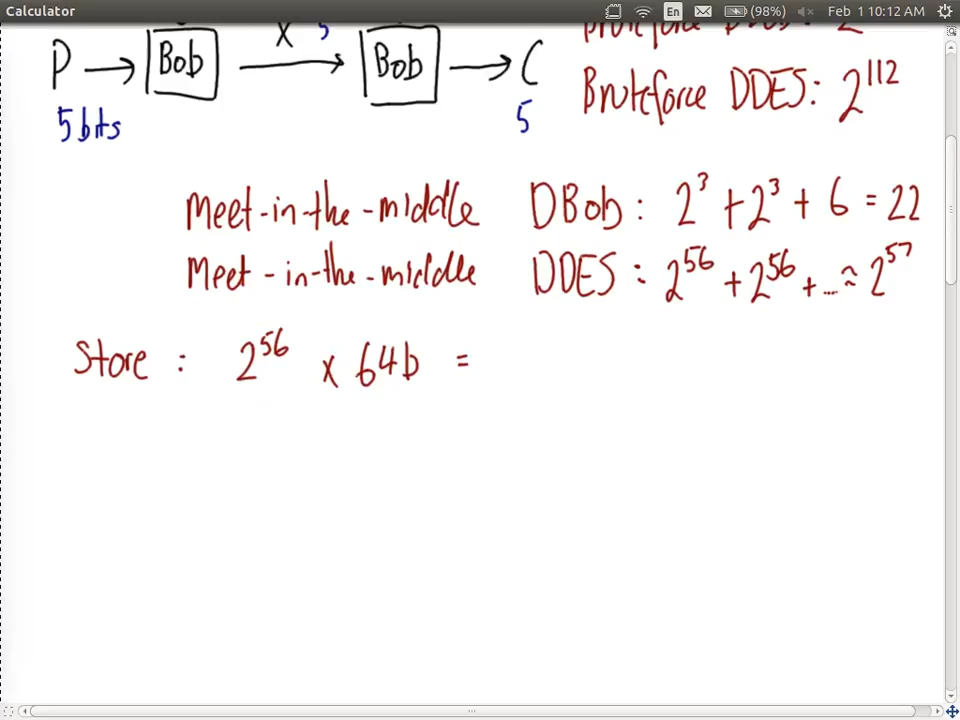 Calculator En (98%) Feb 1 10:12 AM
P → Bob X 5 → Bob → C
Bruteforce DDES: 2^112
5 bits 5
Meet-in-the-middle DBob : 2^3 + 2^3 + 6 = 22
Meet-in-the-middle DDES : 2^56 + 2^56 + ... ≈ 2^57
Store : 2^56 x 64b =